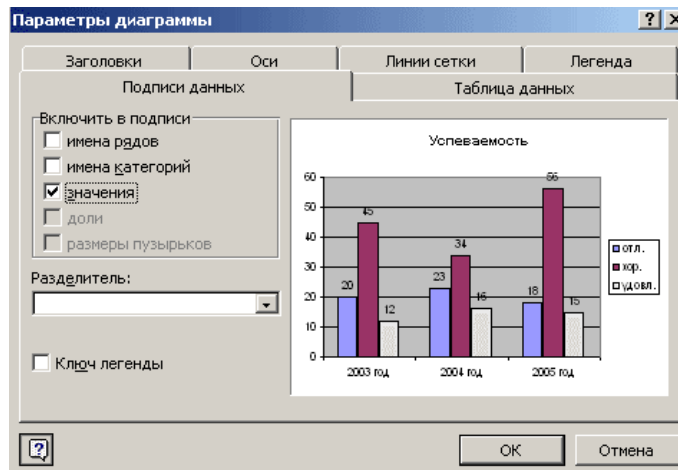 Параметры диаграммы
Заголовки Оси Линии сетки Легенда
Подписи данных Таблица данных
Включить в подписи
имена рядов
имена категорий
значения
доли
размеры пузырьков
Разделитель:
Ключ легенды
Успеваемость
60
50
40
30
20
10
0
20 45 12
23 34 16
18 56 15
2003 год 2004 год 2005 год
отл.
хор.
удовл.
? ×
?
ОК Отмена